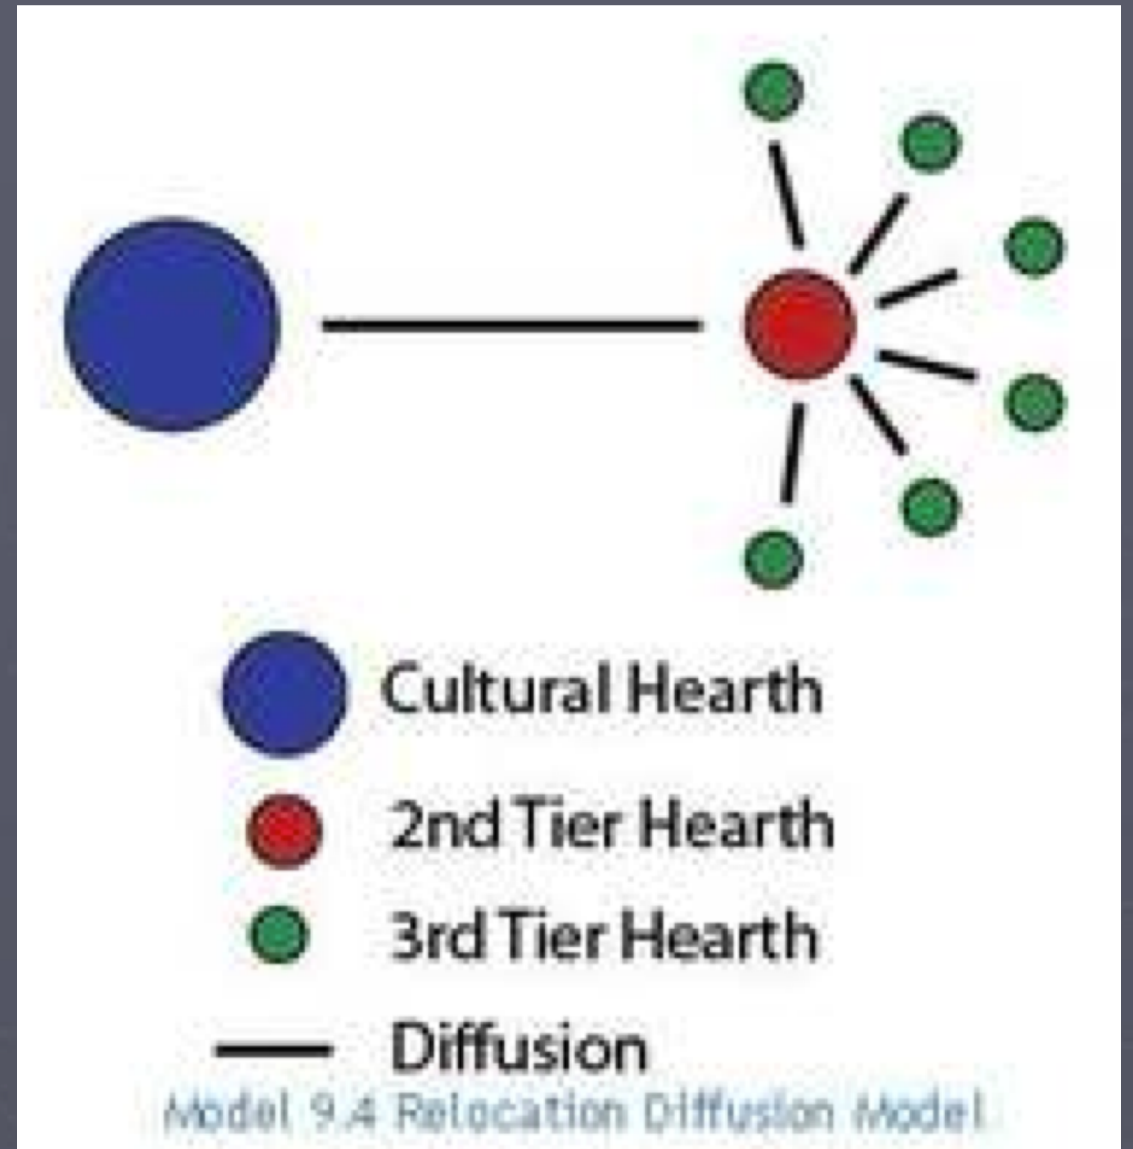 Cultural Hearth
2nd Tier Hearth
3rd Tier Hearth
Diffusion
Model 9.4 Relocation Diffusion Model